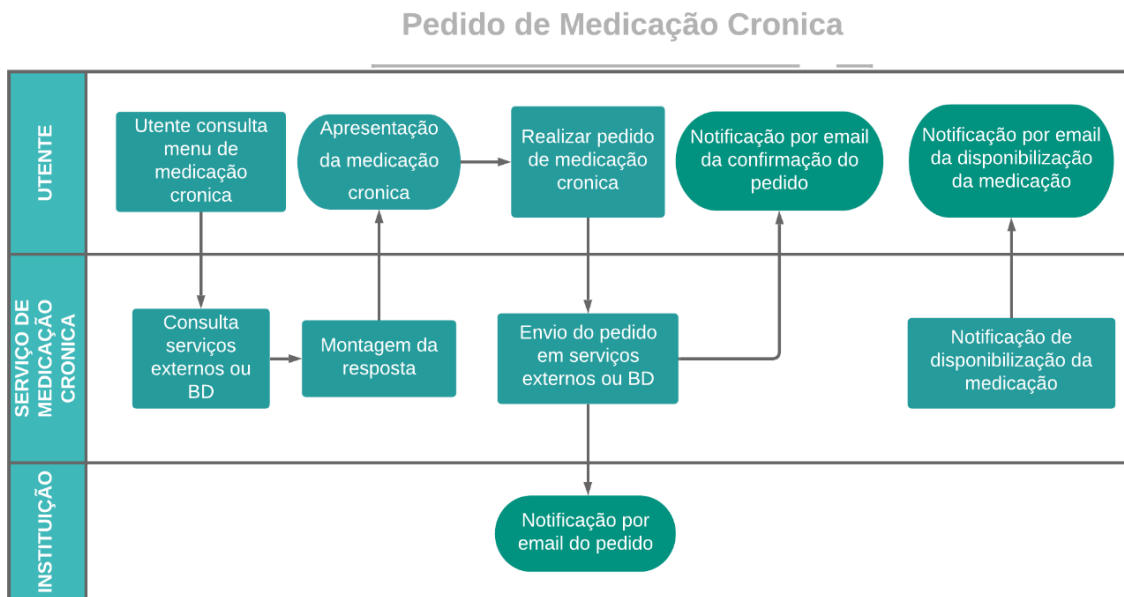 Pedido de Medicação Cronica
UTENTE
Utente consulta
menu de
medicação
cronica
Apresentação
da medicação
cronica
Realizar pedido
de medicação
cronica
Notificação por email
da confirmação do
pedido
Notificação por email
da disponibilização
da medicação
SERVIÇO DE
MEDICAÇÃO
CRONICA
Consulta
serviços
externos ou
BD
Montagem da
resposta
Envio do pedido
em serviços
externos ou BD
Notificação de
disponibilização da
medicação
INSTITUIÇÃO
Notificação por
email do pedido